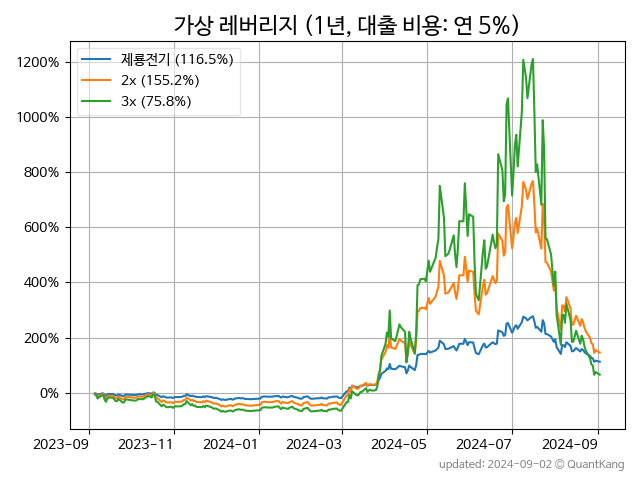 가상 레버리지 (1년, 대출 비용: 연 5%)
제룡전기 (116.5%)
2x (155.2%)
3x (75.8%)
1200%
1000%
800%
600%
400%
200%
0%
2023-09 2023-11 2024-01 2024-03 2024-05 2024-07 2024-09
updated: 2024-09-02 © QuantKang